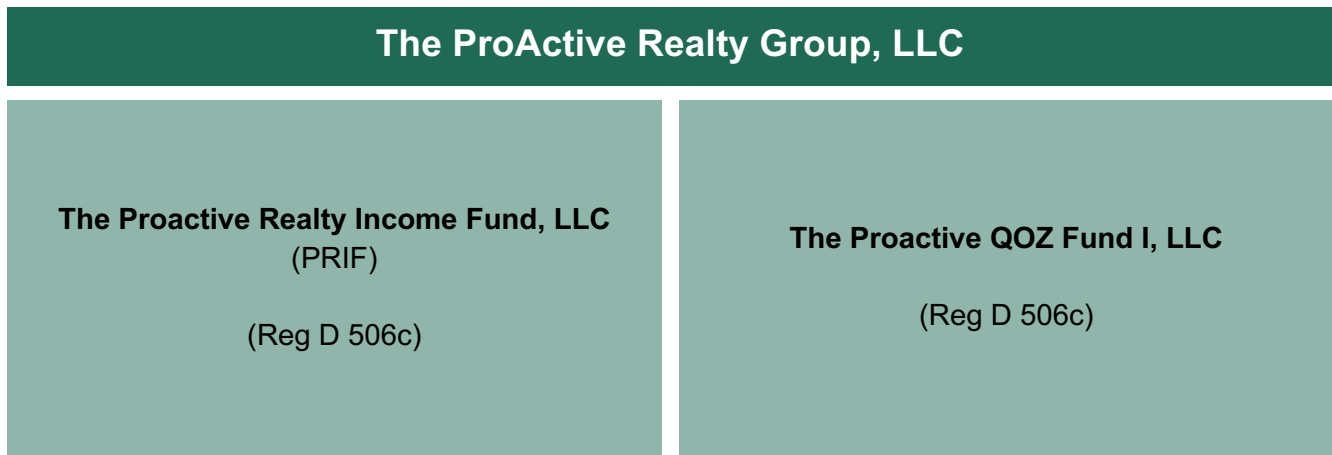 The ProActive Realty Group, LLC
The Proactive Realty Income Fund, LLC
(PRIF)
(Reg D 506c)
The Proactive QOZ Fund I, LLC
(Reg D 506c)